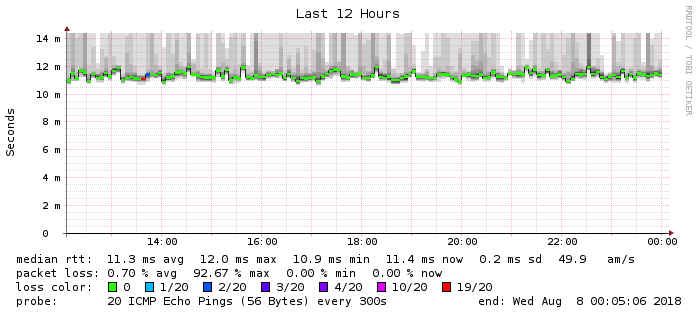 Last 12 Hours
RRDTOOL / TOBI OETIKER
Seconds
14 m
12 m
10 m
8 m
6 m
4 m
2 m
0
14:00 16:00 18:00 20:00 22:00 00:00
median rtt: 11.3 ms avg 12.0 ms max 10.9 ms min 11.4 ms now 0.2 ms sd 49.9 am/s
packet loss: 0.70 % avg 92.67 % max 0.00 % min 0.00 % now
loss color: 0 1/20 2/20 3/20 4/20 10/20 19/20
probe: 20 ICMP Echo Pings (56 Bytes) every 300s end: Wed Aug 8 00:05:06 2018